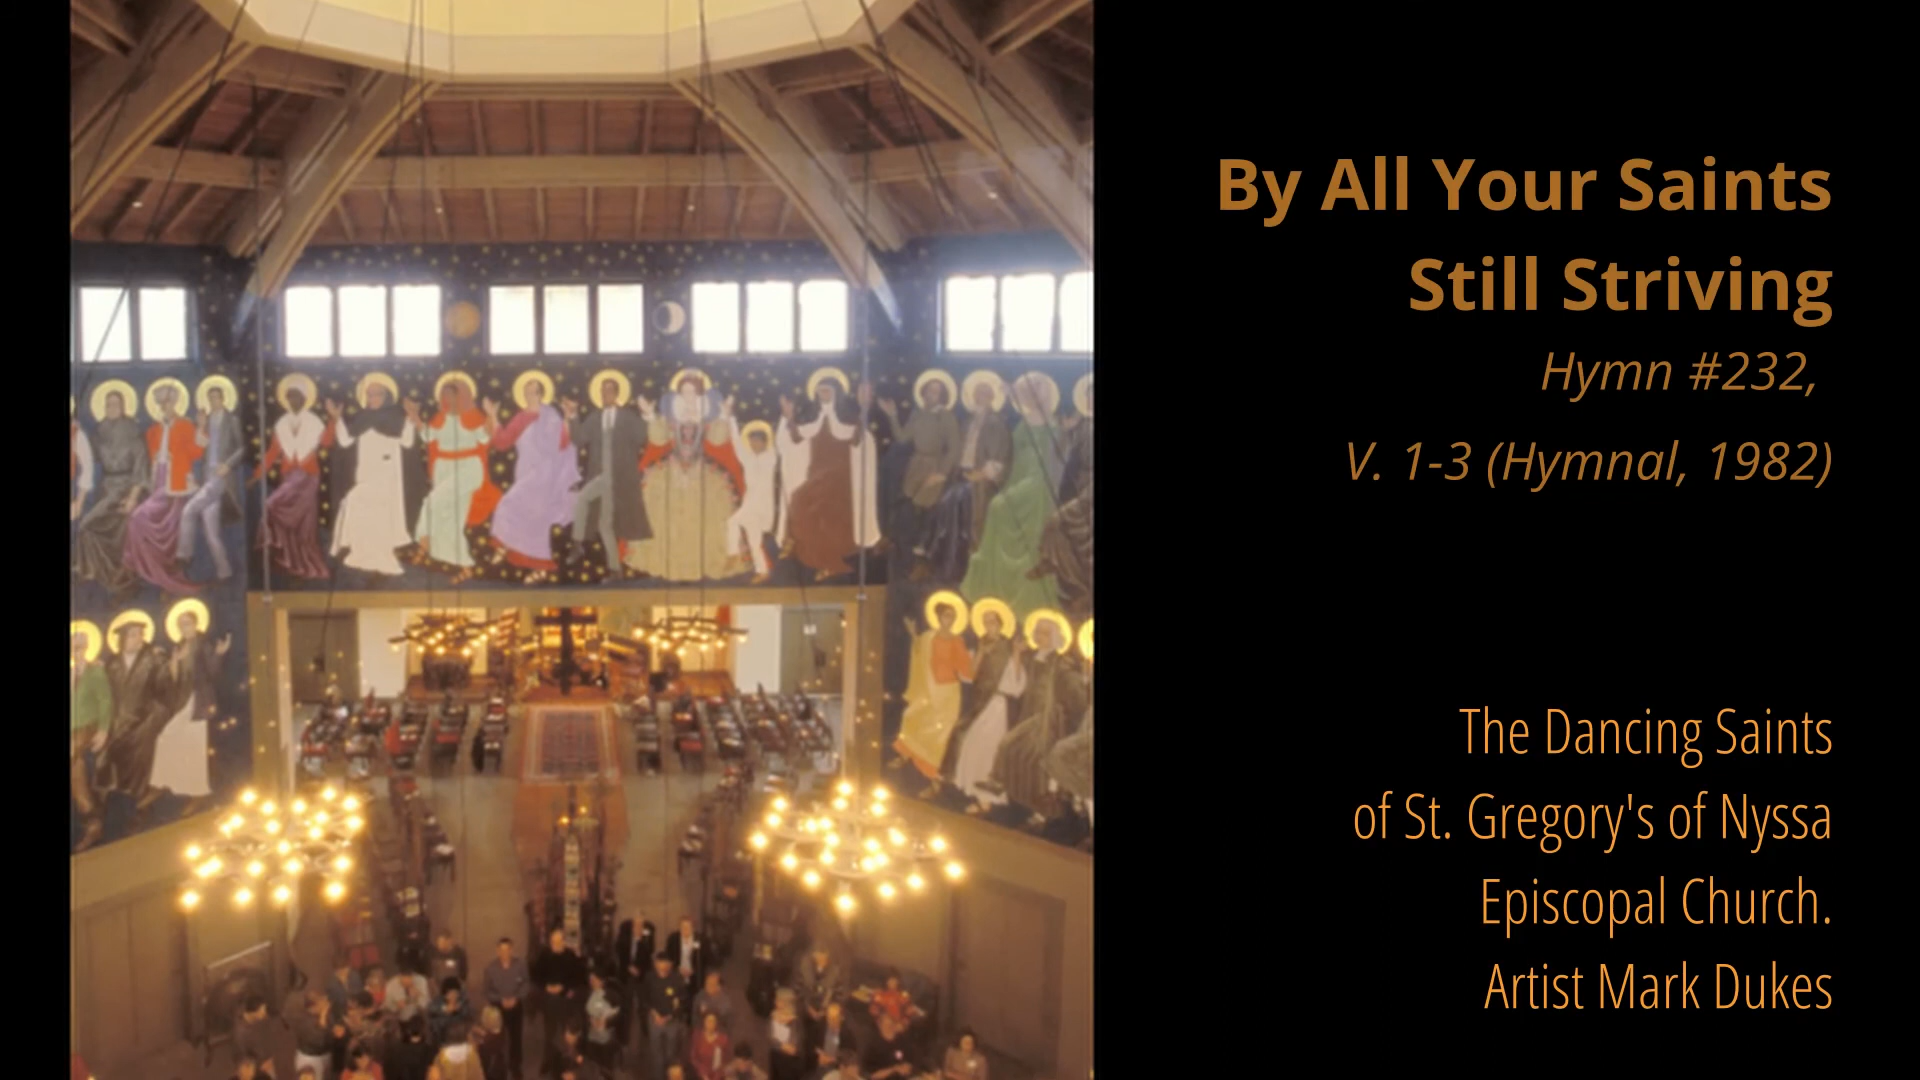 By All Your Saints
Still Striving
Hymn #232,
V. 1-3 (Hymnal, 1982)
The Dancing Saints
of St. Gregory's of Nyssa
Episcopal Church.
Artist Mark Dukes